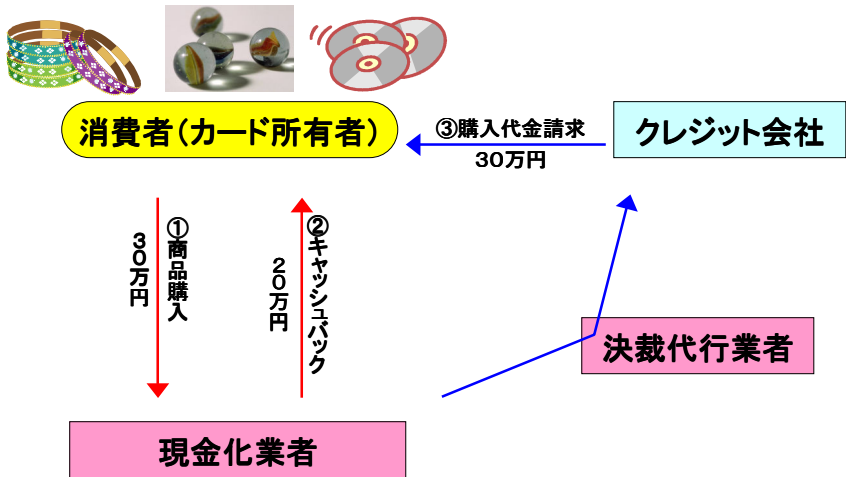 消費者（カード所有者）
③購入代金請求
３０万円
クレジット会社
①商品購入
３０万円
②キャッシュバック
２０万円
決裁代行業者
現金化業者